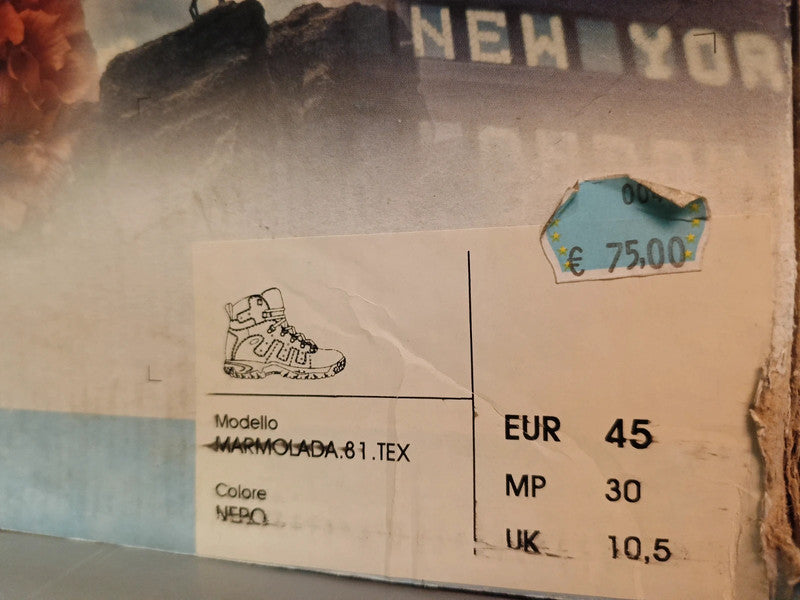 NEW YOR
€ 75,00
Modello
MARMOLADA.81.TEX
Colore
NERO
EUR 45
MP 30
UK 10,5